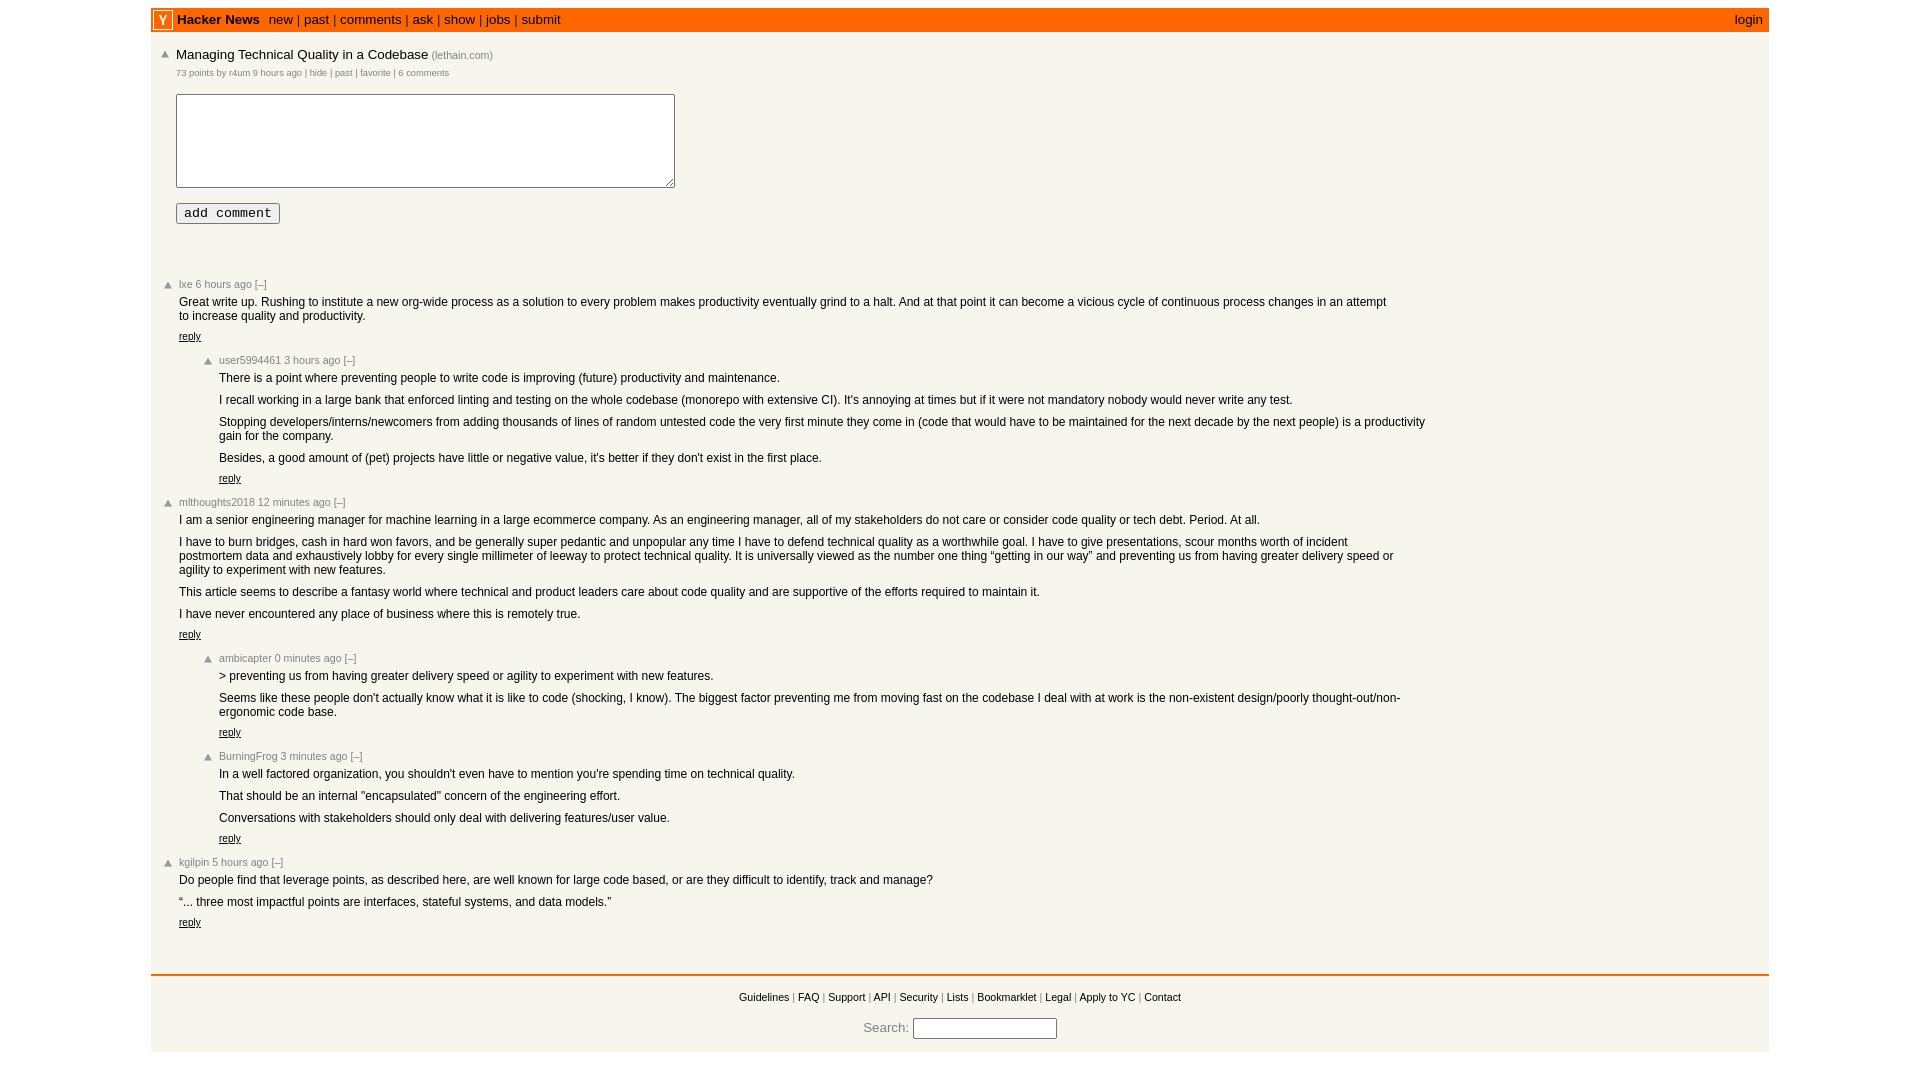 Y Hacker News new | past | comments | ask | show | jobs | submit login
Managing Technical Quality in a Codebase (lethain.com)
73 points by r4um 9 hours ago | hide | past | favorite | 6 comments
add comment
lxe 6 hours ago [–]
Great write up. Rushing to institute a new org-wide process as a solution to every problem makes productivity eventually grind to a halt. And at that point it can become a vicious cycle of continuous process changes in an attempt
to increase quality and productivity.
reply
user5994461 3 hours ago [–]
There is a point where preventing people to write code is improving (future) productivity and maintenance.
I recall working in a large bank that enforced linting and testing on the whole codebase (monorepo with extensive CI). It's annoying at times but if it were not mandatory nobody would never write any test.
Stopping developers/interns/newcomers from adding thousands of lines of random untested code the very first minute they come in (code that would have to be maintained for the next decade by the next people) is a productivity
gain for the company.
Besides, a good amount of (pet) projects have little or negative value, it's better if they don't exist in the first place.
reply
mlthoughts2018 12 minutes ago [–]
I am a senior engineering manager for machine learning in a large ecommerce company. As an engineering manager, all of my stakeholders do not care or consider code quality or tech debt. Period. At all.
I have to burn bridges, cash in hard won favors, and be generally super pedantic and unpopular any time I have to defend technical quality as a worthwhile goal. I have to give presentations, scour months worth of incident
postmortem data and exhaustively lobby for every single millimeter of leeway to protect technical quality. It is universally viewed as the number one thing “getting in our way” and preventing us from having greater delivery speed or
agility to experiment with new features.
This article seems to describe a fantasy world where technical and product leaders care about code quality and are supportive of the efforts required to maintain it.
I have never encountered any place of business where this is remotely true.
reply
ambicapter 0 minutes ago [–]
> preventing us from having greater delivery speed or agility to experiment with new features.
Seems like these people don't actually know what it is like to code (shocking, I know). The biggest factor preventing me from moving fast on the codebase I deal with at work is the non-existent design/poorly thought-out/non-
ergonomic code base.
reply
BurningFrog 3 minutes ago [–]
In a well factored organization, you shouldn't even have to mention you're spending time on technical quality.
That should be an internal "encapsulated" concern of the engineering effort.
Conversations with stakeholders should only deal with delivering features/user value.
reply
kgilpin 5 hours ago [–]
Do people find that leverage points, as described here, are well known for large code based, or are they difficult to identify, track and manage?
“... three most impactful points are interfaces, stateful systems, and data models.”
reply
Guidelines | FAQ | Support | API | Security | Lists | Bookmarklet | Legal | Apply to YC | Contact
Search: